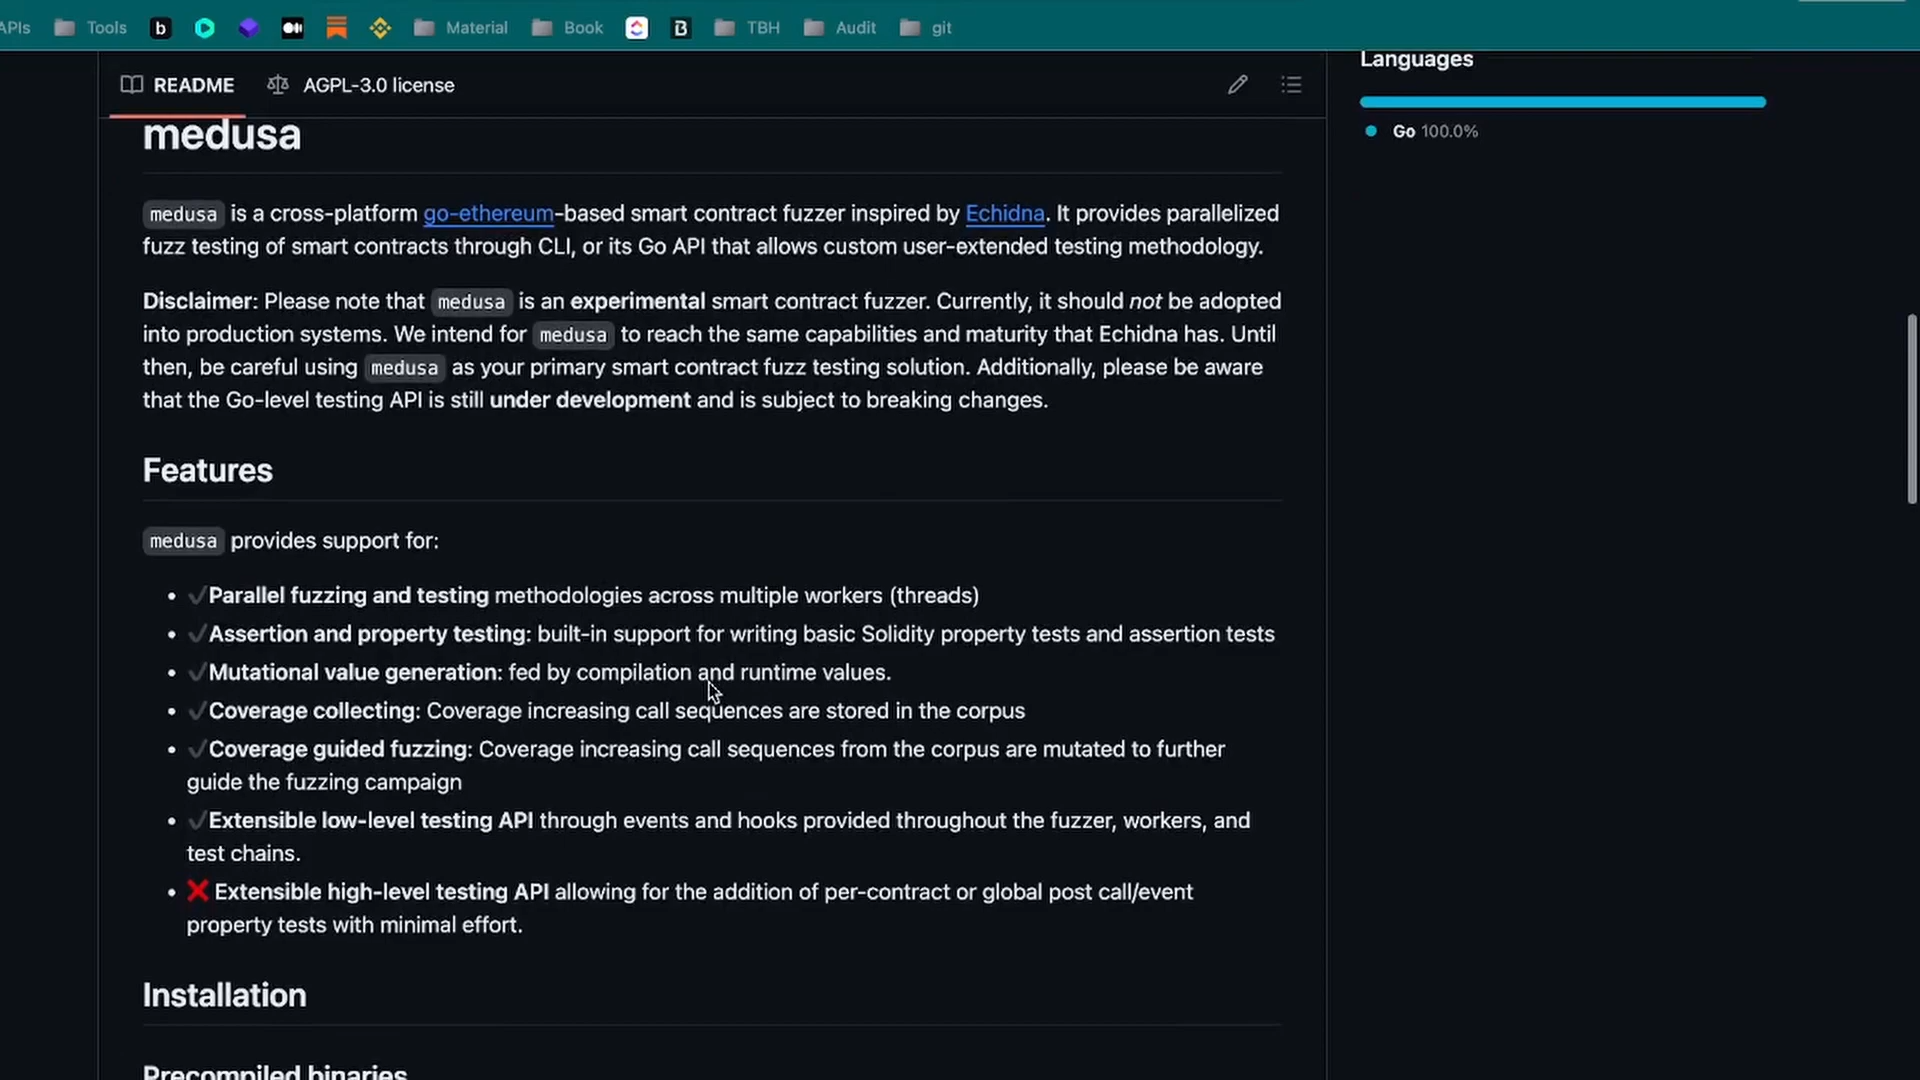 APIs Tools Material Book TBH Audit git
README AGPL-3.0 license
Languages
Go 100.0%
medusa
medusa is a cross-platform go-ethereum-based smart contract fuzzer inspired by Echidna. It provides parallelized
fuzz testing of smart contracts through CLI, or its Go API that allows custom user-extended testing methodology.
Disclaimer: Please note that medusa is an experimental smart contract fuzzer. Currently, it should not be adopted
into production systems. We intend for medusa to reach the same capabilities and maturity that Echidna has. Until
then, be careful using medusa as your primary smart contract fuzz testing solution. Additionally, please be aware
that the Go-level testing API is still under development and is subject to breaking changes.
Features
medusa provides support for:
• ✔Parallel fuzzing and testing methodologies across multiple workers (threads)
• ✔Assertion and property testing: built-in support for writing basic Solidity property tests and assertion tests
• ✔Mutational value generation: fed by compilation and runtime values.
• ✔Coverage collecting: Coverage increasing call sequences are stored in the corpus
• ✔Coverage guided fuzzing: Coverage increasing call sequences from the corpus are mutated to further
guide the fuzzing campaign
• ✔Extensible low-level testing API through events and hooks provided throughout the fuzzer, workers, and
test chains.
• ❌ Extensible high-level testing API allowing for the addition of per-contract or global post call/event
property tests with minimal effort.
Installation
Precompiled binaries